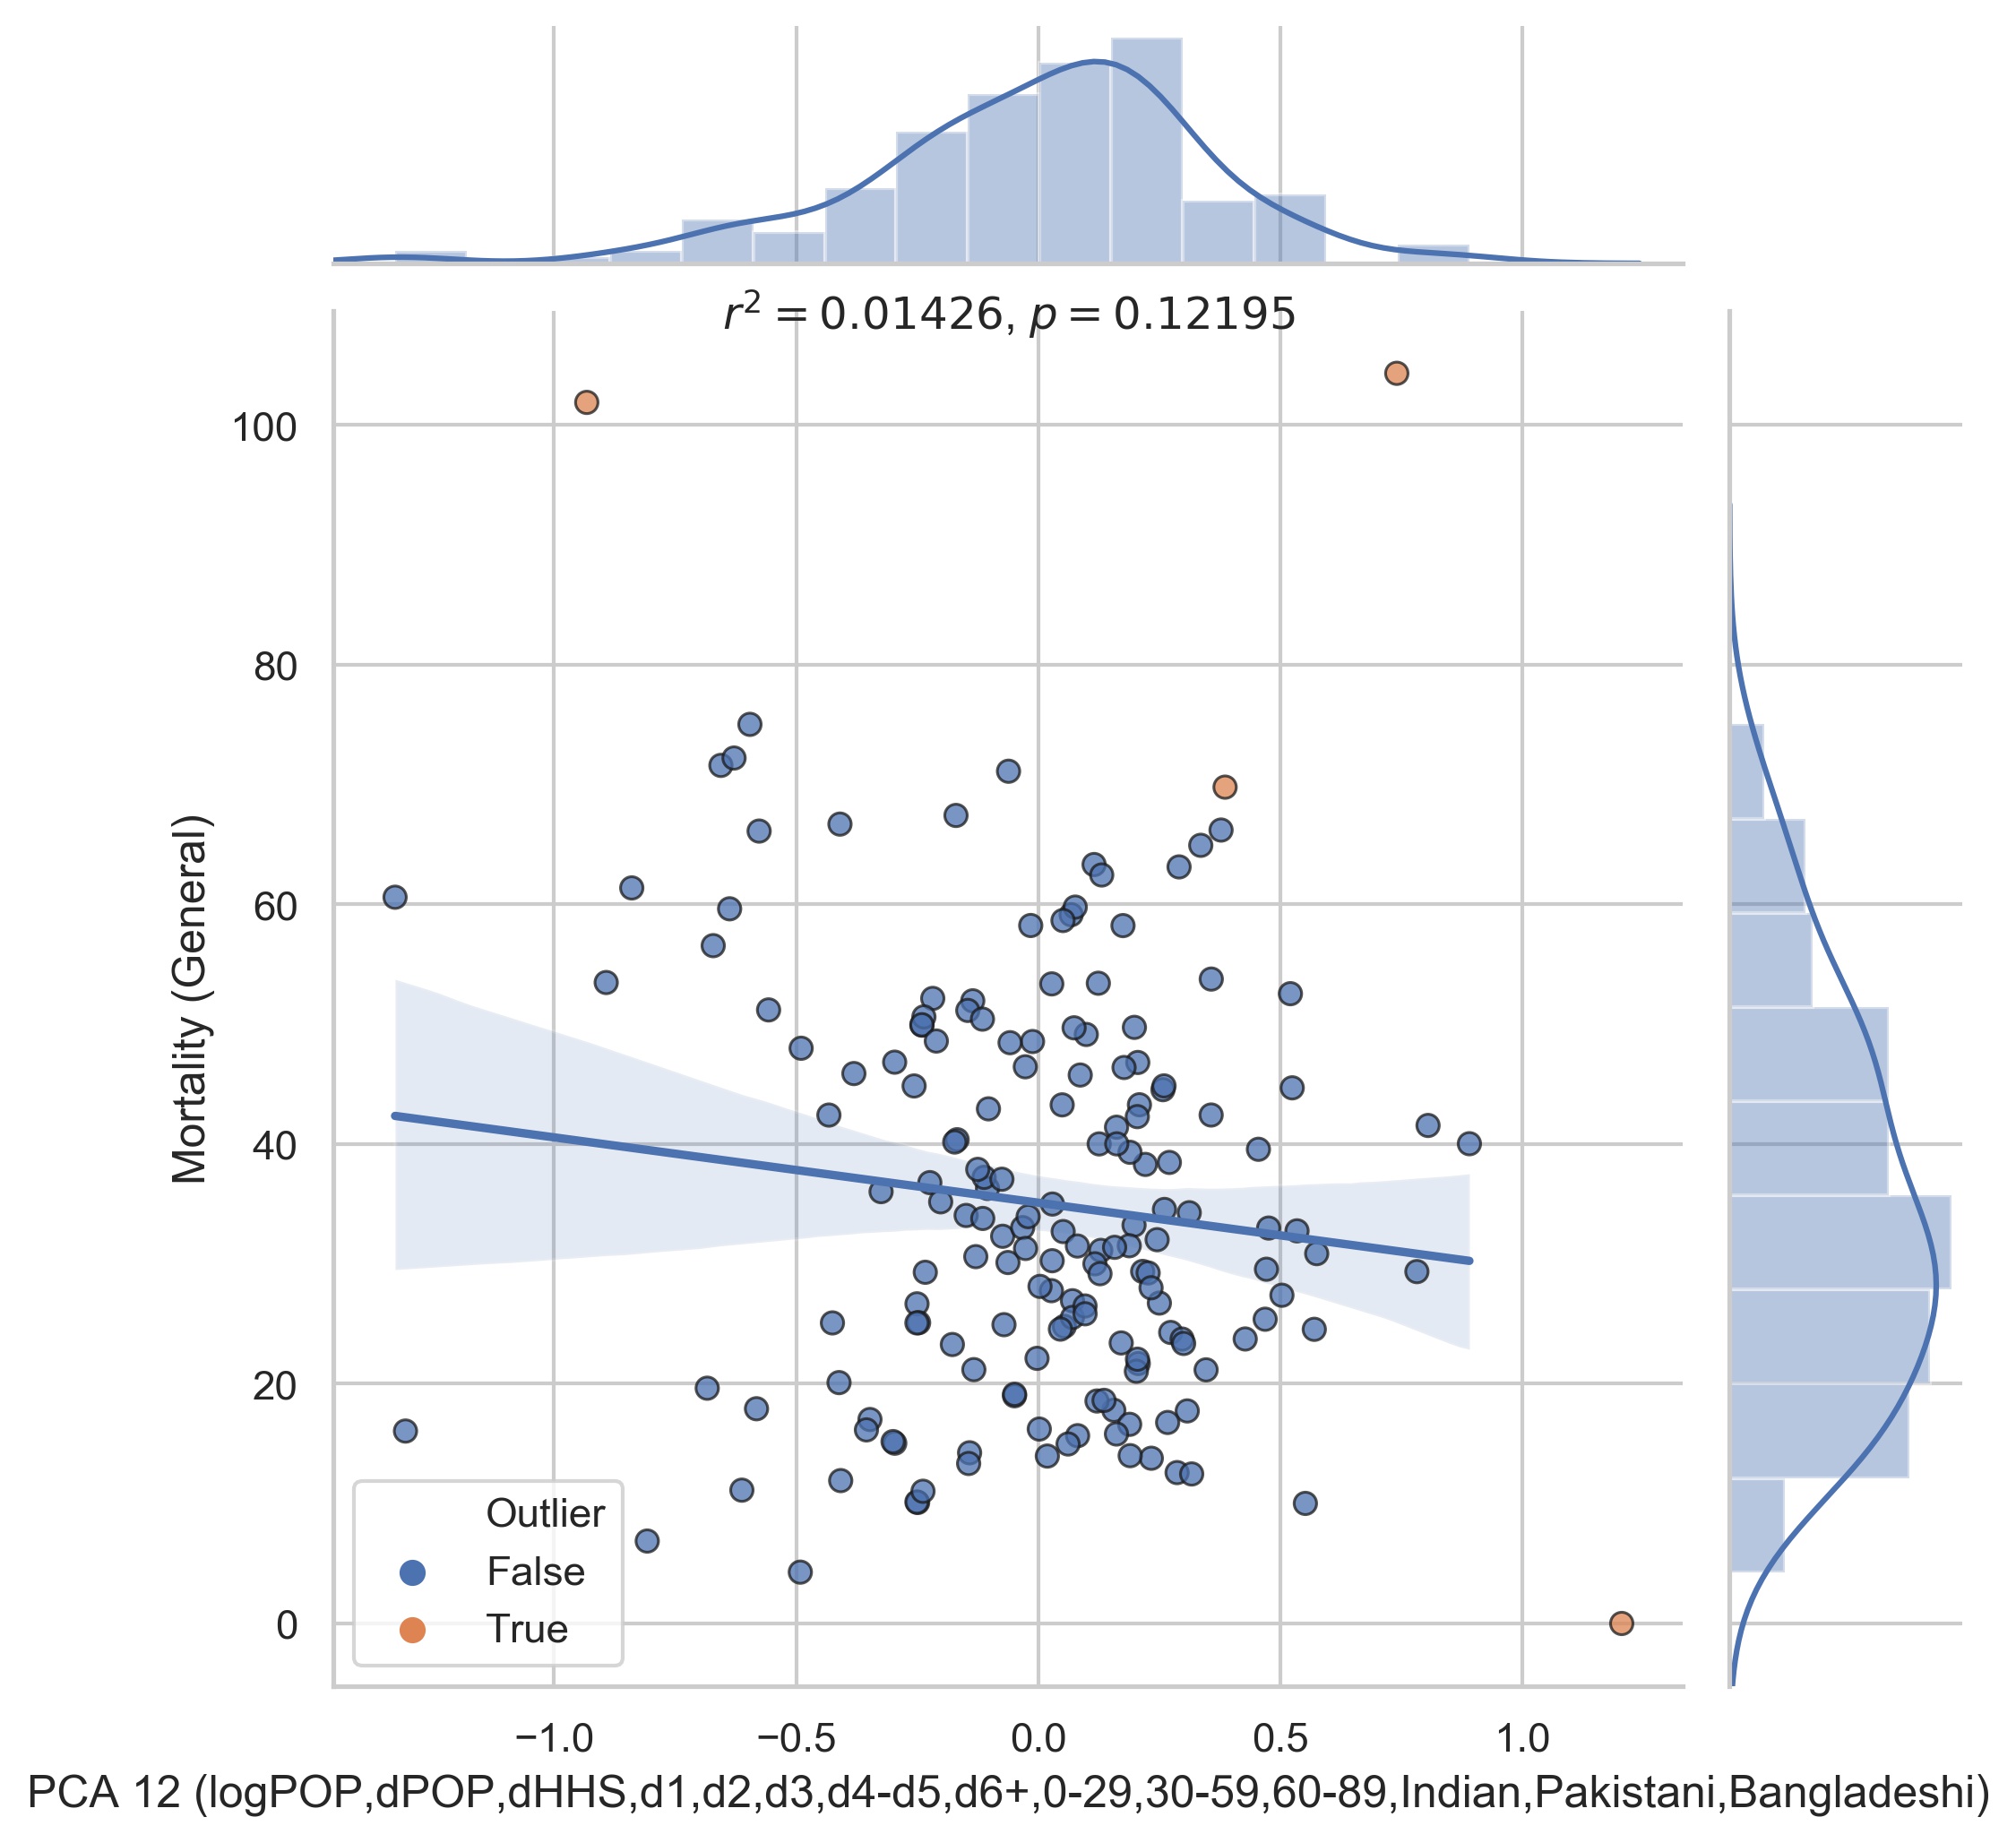 r² = 0.01426, p = 0.12195
100
80
60
40
20
0
Mortality (General)
Outlier
False
True
−1.0 −0.5 0.0 0.5 1.0
PCA 12 (logPOP,dPOP,dHHS,d1,d2,d3,d4-d5,d6+,0-29,30-59,60-89,Indian,Pakistani,Bangladeshi)